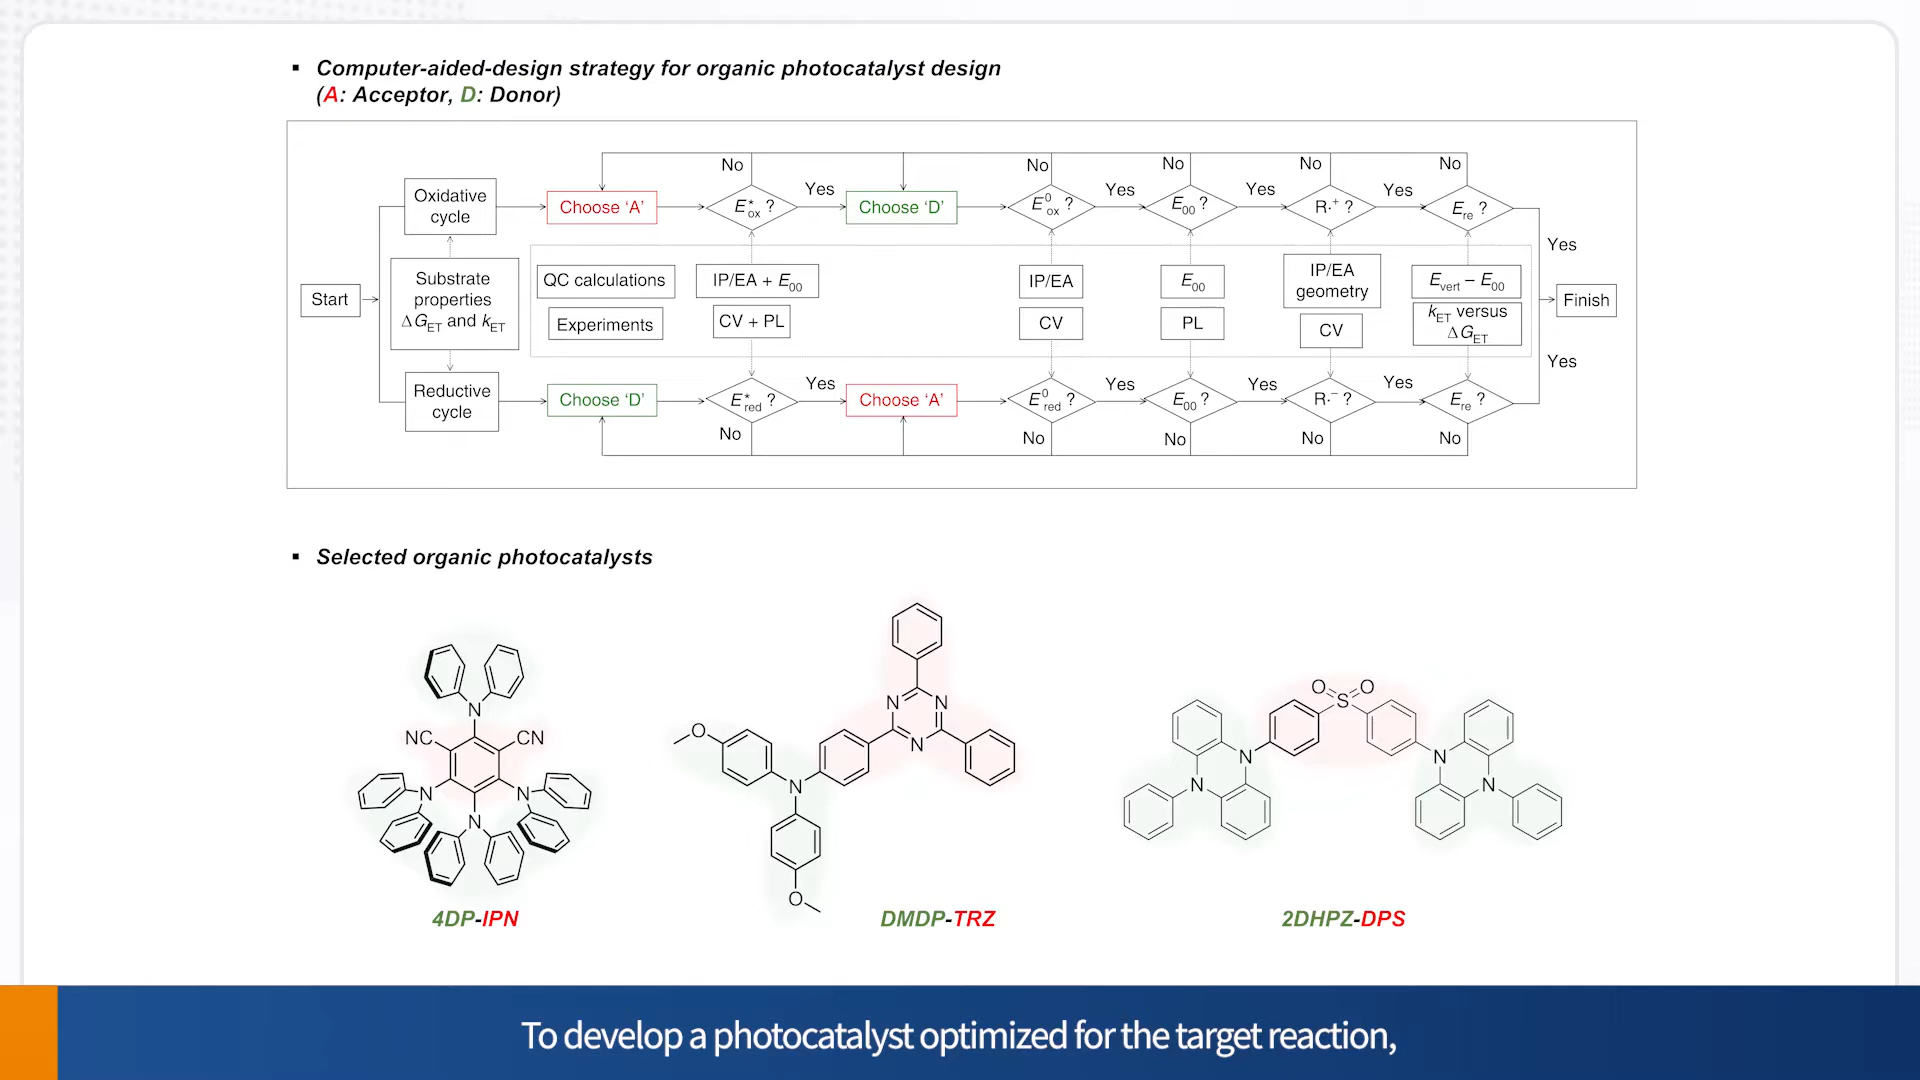 ▪ Computer-aided-design strategy for organic photocatalyst design
(A: Acceptor, D: Donor)
No No No No No
Oxidative
cycle
Choose ‘A’
E*ox ?
Yes
Choose ‘D’
E0ox ?
Yes
E00 ?
Yes
R·+ ?
Yes
Ere ?
Yes
Start
Substrate
properties
ΔGET and kET
QC calculations
IP/EA + E00
IP/EA
E00
IP/EA
geometry
Evert − E00
Experiments
CV + PL
CV
PL
CV
kET versus
ΔGET
Finish
Reductive
cycle
Choose ‘D’
E*red ?
Yes
Choose ‘A’
E0red ?
Yes
E00 ?
Yes
R·− ?
Yes
Ere ?
Yes
No No No No No
▪ Selected organic photocatalysts
N
NC CN
N N
N
4DP-IPN
N N
N
O
N
O
DMDP-TRZ
O O
S
N N
N N
2DHPZ-DPS
To develop a photocatalyst optimized for the target reaction,